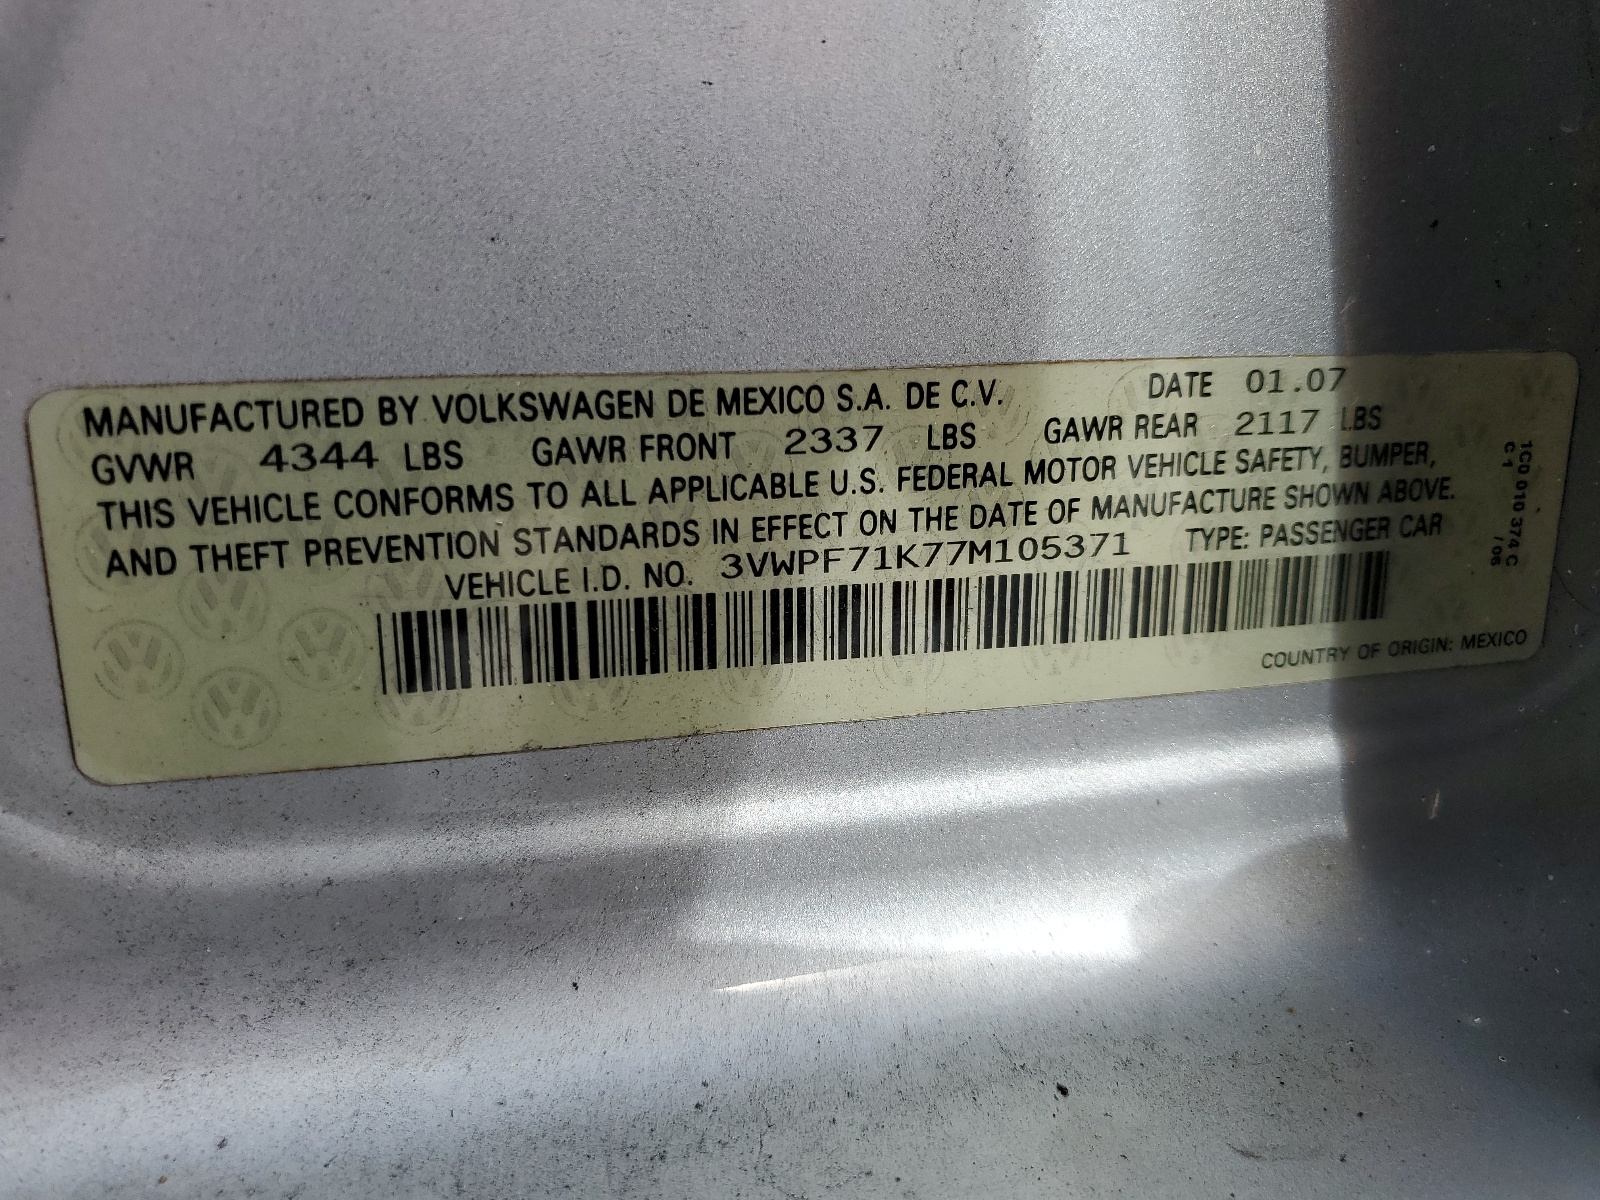 MANUFACTURED BY VOLKSWAGEN DE MEXICO S.A. DE C.V. DATE 01.07
GVWR 4344 LBS GAWR FRONT 2337 LBS GAWR REAR 2117 LBS
THIS VEHICLE CONFORMS TO ALL APPLICABLE U.S. FEDERAL MOTOR VEHICLE SAFETY, BUMPER,
AND THEFT PREVENTION STANDARDS IN EFFECT ON THE DATE OF MANUFACTURE SHOWN ABOVE.
VEHICLE I.D. NO. 3VWPF71K77M105371 TYPE: PASSENGER CAR
COUNTRY OF ORIGIN: MEXICO
1C0 010 374 C
C-1 / 06